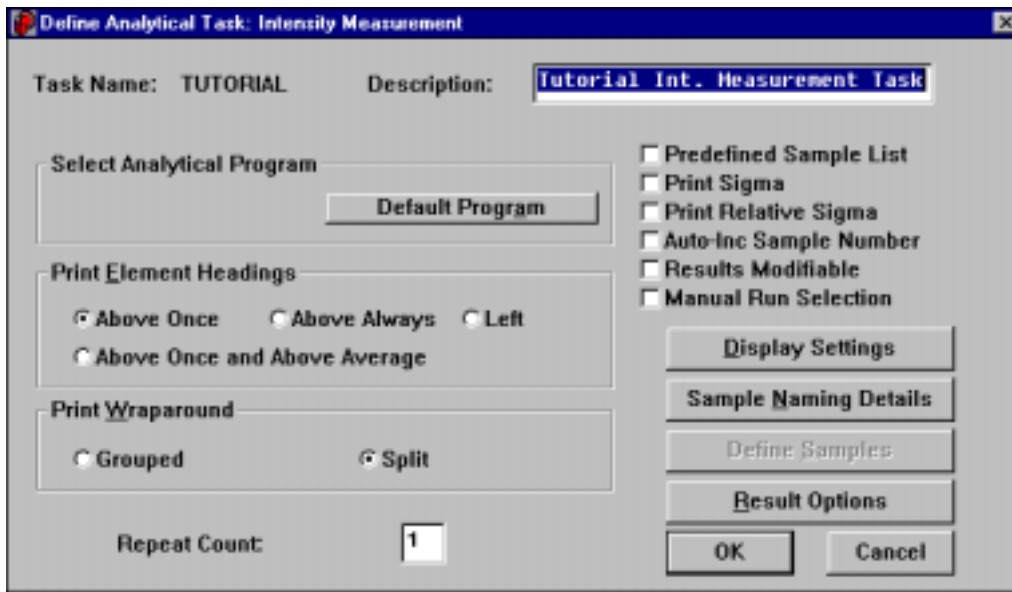 Define Analytical Task: Intensity Measurement
Task Name: TUTORIAL Description: Tutorial Int. Measurement Task
Select Analytical Program
Default Program
Print Element Headings
Above Once Above Always Left
Above Once and Above Average
Print Wraparound
Grouped Split
Repeat Count: 1
Predefined Sample List
Print Sigma
Print Relative Sigma
Auto-Inc Sample Number
Results Modifiable
Manual Run Selection
Display Settings
Sample Naming Details
Define Samples
Result Options
OK Cancel